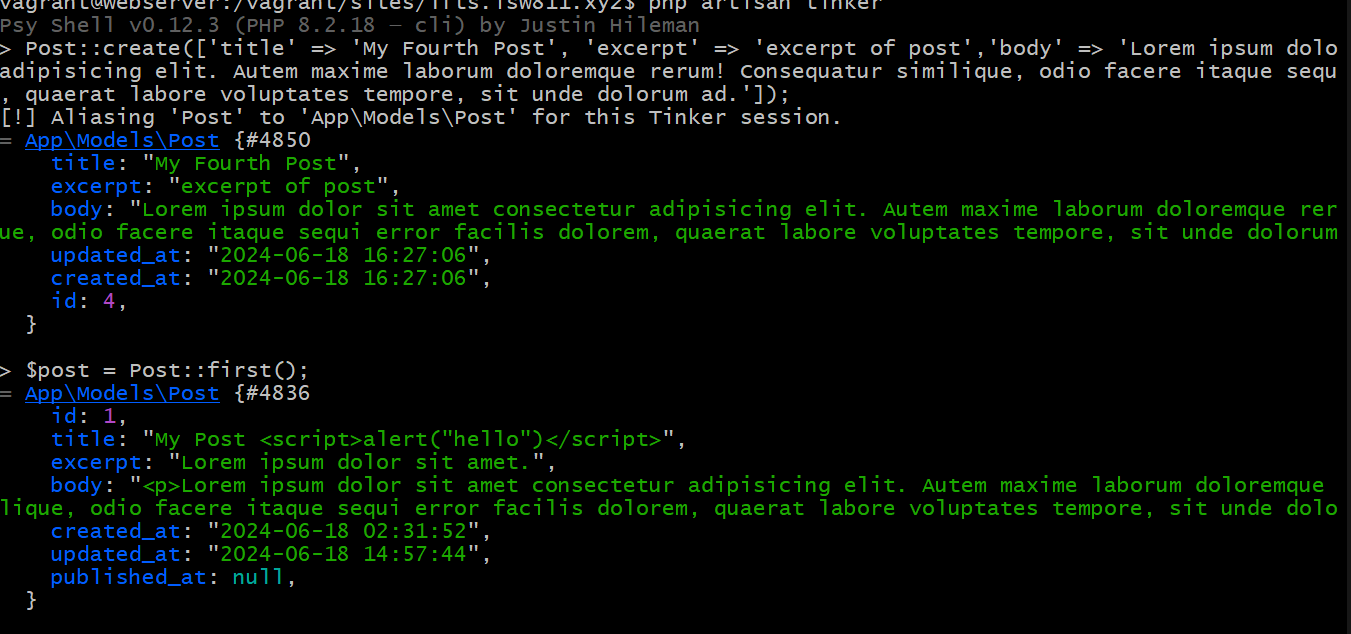 vagrant@webserver:/vagrant/sites/lfts.isw811.xyz$ php artisan tinker
Psy Shell v0.12.3 (PHP 8.2.18 — cli) by Justin Hileman
> Post::create(['title' => 'My Fourth Post', 'excerpt' => 'excerpt of post','body' => 'Lorem ipsum dolo
adipisicing elit. Autem maxime laborum doloremque rerum! Consequatur similique, odio facere itaque sequ
, quaerat labore voluptates tempore, sit unde dolorum ad.']);
[!] Aliasing 'Post' to 'App\Models\Post' for this Tinker session.
= App\Models\Post {#4850
title: "My Fourth Post",
excerpt: "excerpt of post",
body: "Lorem ipsum dolor sit amet consectetur adipisicing elit. Autem maxime laborum doloremque rer
ue, odio facere itaque sequi error facilis dolorem, quaerat labore voluptates tempore, sit unde dolorum
updated_at: "2024-06-18 16:27:06",
created_at: "2024-06-18 16:27:06",
id: 4,
}
> $post = Post::first();
= App\Models\Post {#4836
id: 1,
title: "My Post <script>alert("hello")</script>",
excerpt: "Lorem ipsum dolor sit amet.",
body: "<p>Lorem ipsum dolor sit amet consectetur adipisicing elit. Autem maxime laborum doloremque
lique, odio facere itaque sequi error facilis dolorem, quaerat labore voluptates tempore, sit unde dolo
created_at: "2024-06-18 02:31:52",
updated_at: "2024-06-18 14:57:44",
published_at: null,
}